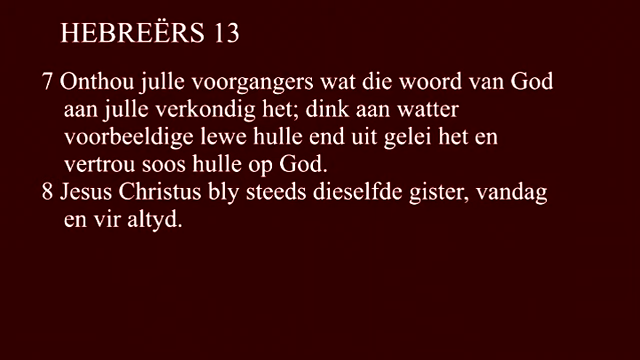 HEBREËRS 13
7 Onthou julle voorgangers wat die woord van God
aan julle verkondig het; dink aan watter
voorbeeldige lewe hulle end uit gelei het en
vertrou soos hulle op God.
8 Jesus Christus bly steeds dieselfde gister, vandag
en vir altyd.